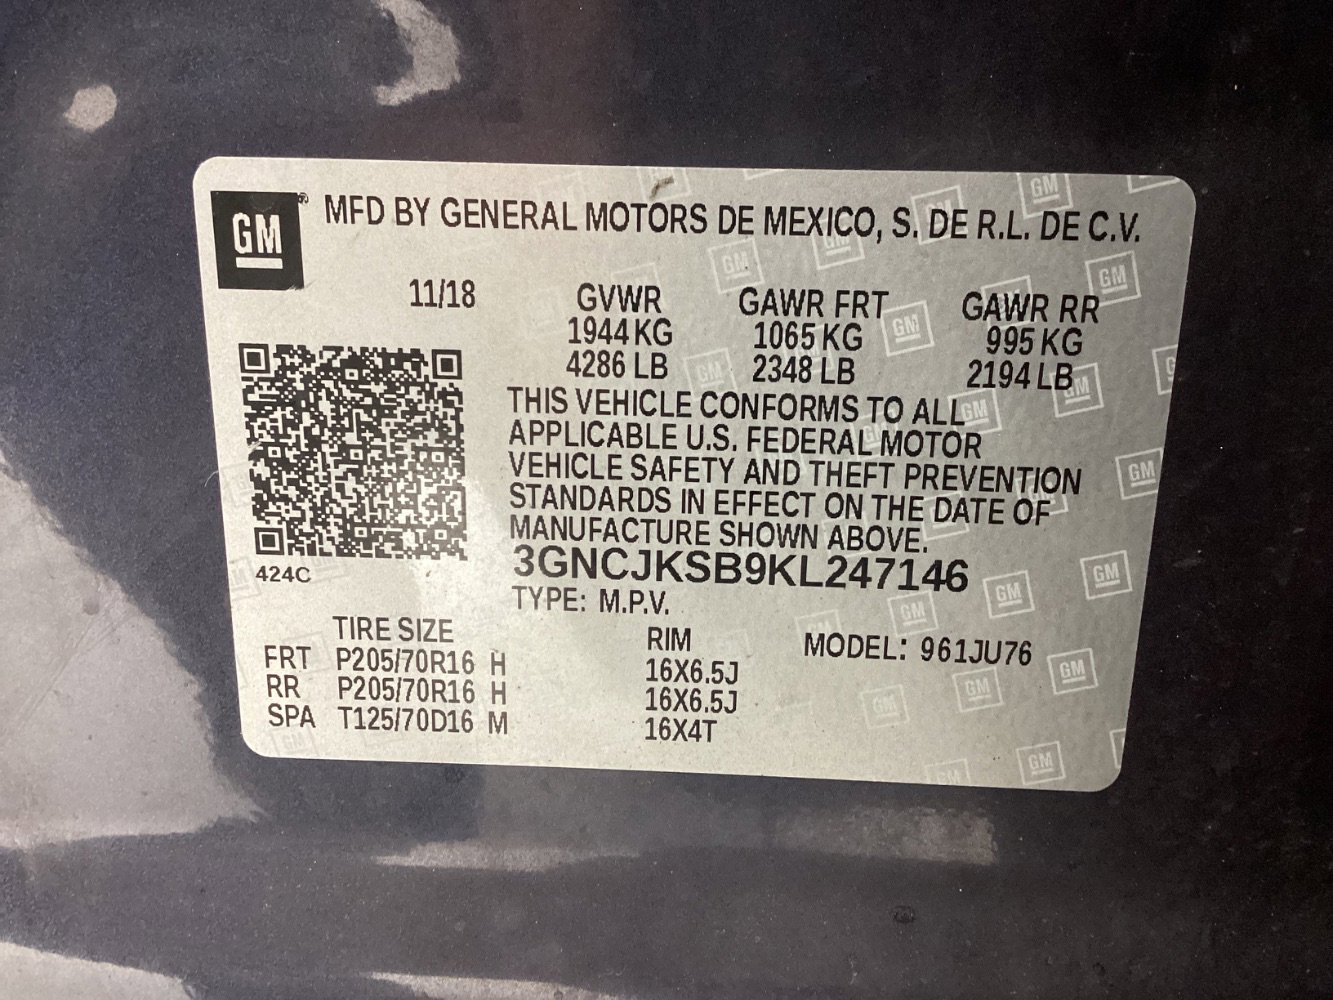 GM® MFD BY GENERAL MOTORS DE MEXICO, S. DE R.L. DE C.V.
11/18 GVWR GAWR FRT GAWR RR
1944 KG 1065 KG 995 KG
4286 LB 2348 LB 2194 LB
THIS VEHICLE CONFORMS TO ALL
APPLICABLE U.S. FEDERAL MOTOR
VEHICLE SAFETY AND THEFT PREVENTION
STANDARDS IN EFFECT ON THE DATE OF
MANUFACTURE SHOWN ABOVE.
3GNCJKSB9KL247146
424C
TYPE: M.P.V.
TIRE SIZE RIM MODEL: 961JU76
FRT P205/70R16 H 16X6.5J
RR P205/70R16 H 16X6.5J
SPA T125/70D16 M 16X4T